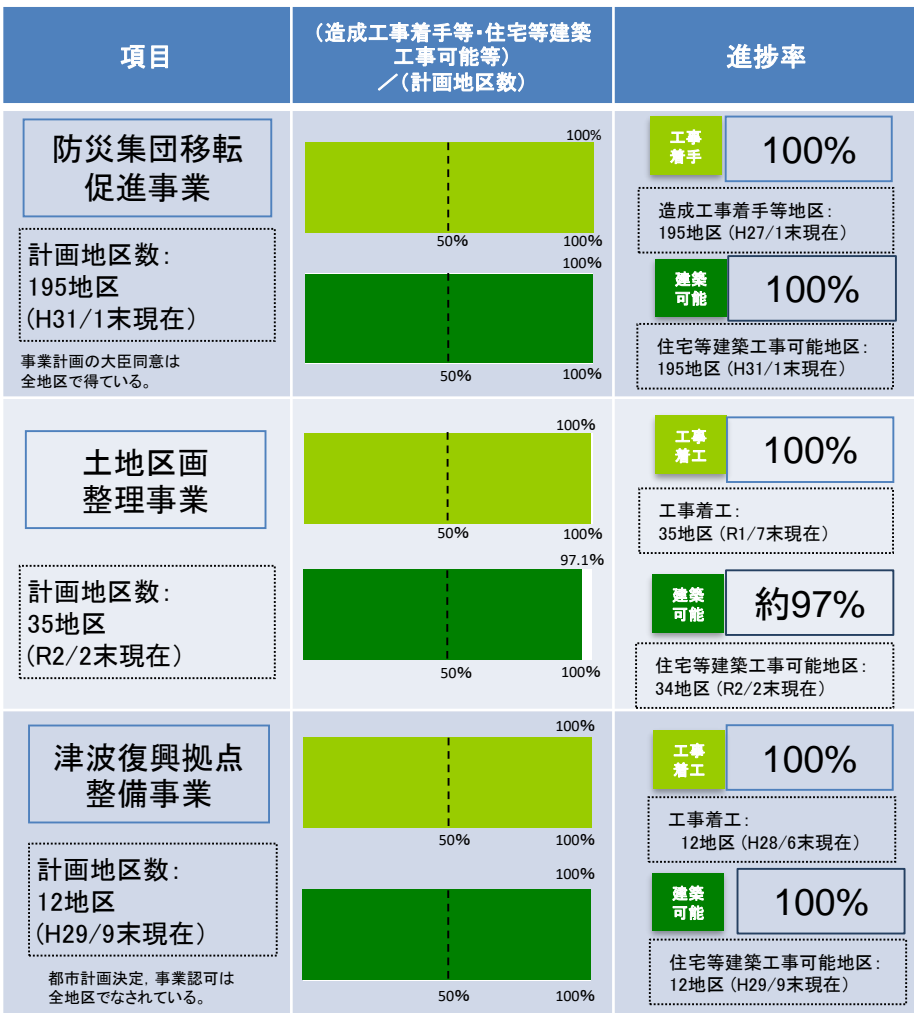 項目
(造成工事着手等・住宅等建築
工事可能等)
／(計画地区数)
進捗率
防災集団移転
促進事業
計画地区数：
195地区
(H31/1末現在)
事業計画の大臣同意は
全地区で得ている。
100%
50%
100%
100%
50%
100%
工事
着手
100%
造成工事着手等地区：
195地区 (H27/1末現在)
建築
可能
100%
住宅等建築工事可能地区：
195地区 (H31/1末現在)
土地区画
整理事業
計画地区数：
35地区
(R2/2末現在)
100%
50%
100%
97.1%
50%
100%
工事
着工
100%
工事着工：
35地区 (R1/7末現在)
建築
可能
約97%
住宅等建築工事可能地区：
34地区 (R2/2末現在)
津波復興拠点
整備事業
計画地区数：
12地区
(H29/9末現在)
都市計画決定，事業認可は
全地区でなされている。
100%
50%
100%
100%
50%
100%
工事
着工
100%
工事着工：
12地区 (H28/6末現在)
建築
可能
100%
住宅等建築工事可能地区：
12地区 (H29/9末現在)